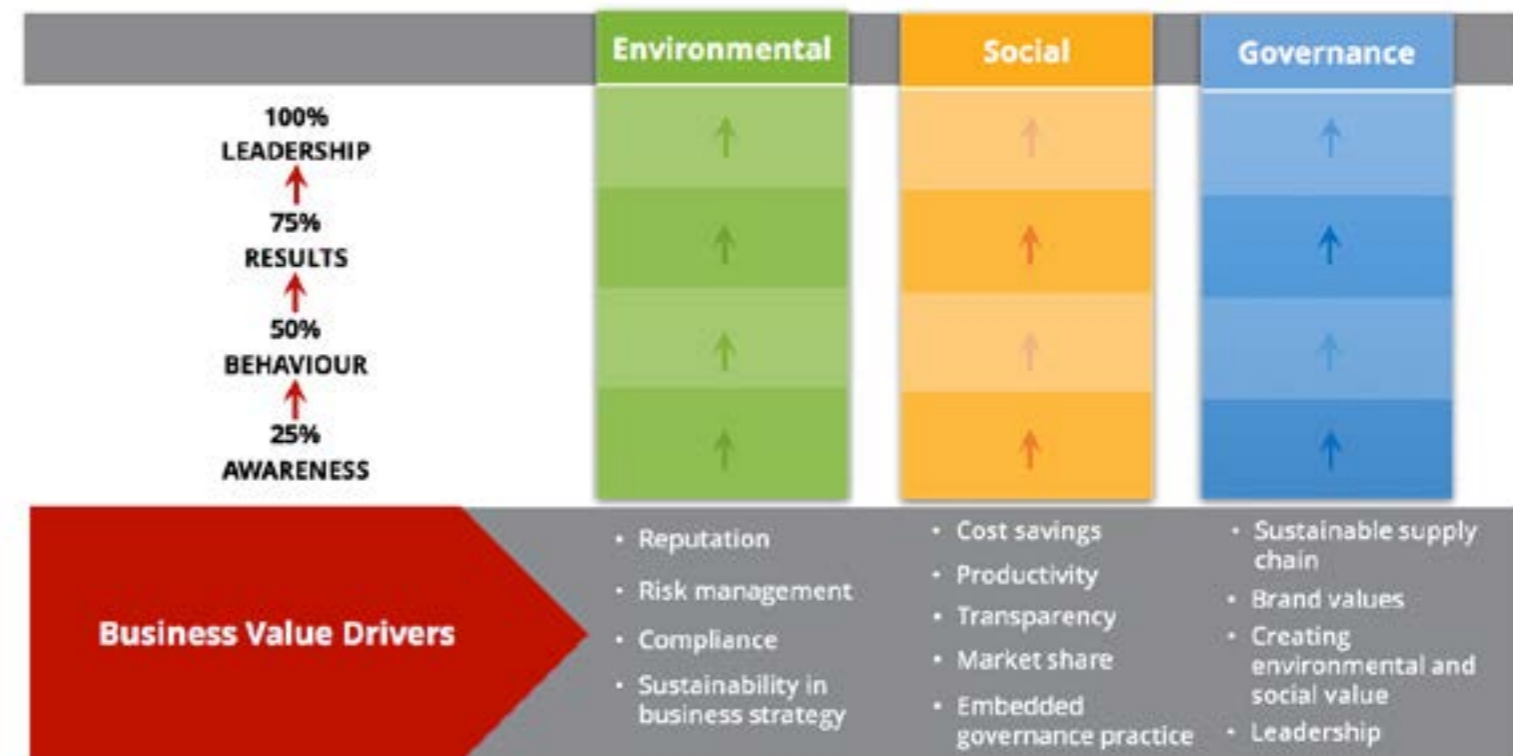 Environmental
Social
Governance
100%
LEADERSHIP
75%
RESULTS
50%
BEHAVIOUR
25%
AWARENESS
Business Value Drivers
• Reputation
• Risk management
• Compliance
• Sustainability in
business strategy
• Cost savings
• Productivity
• Transparency
• Market share
• Embedded
governance practice
• Sustainable supply
chain
• Brand values
• Creating
environmental and
social value
• Leadership